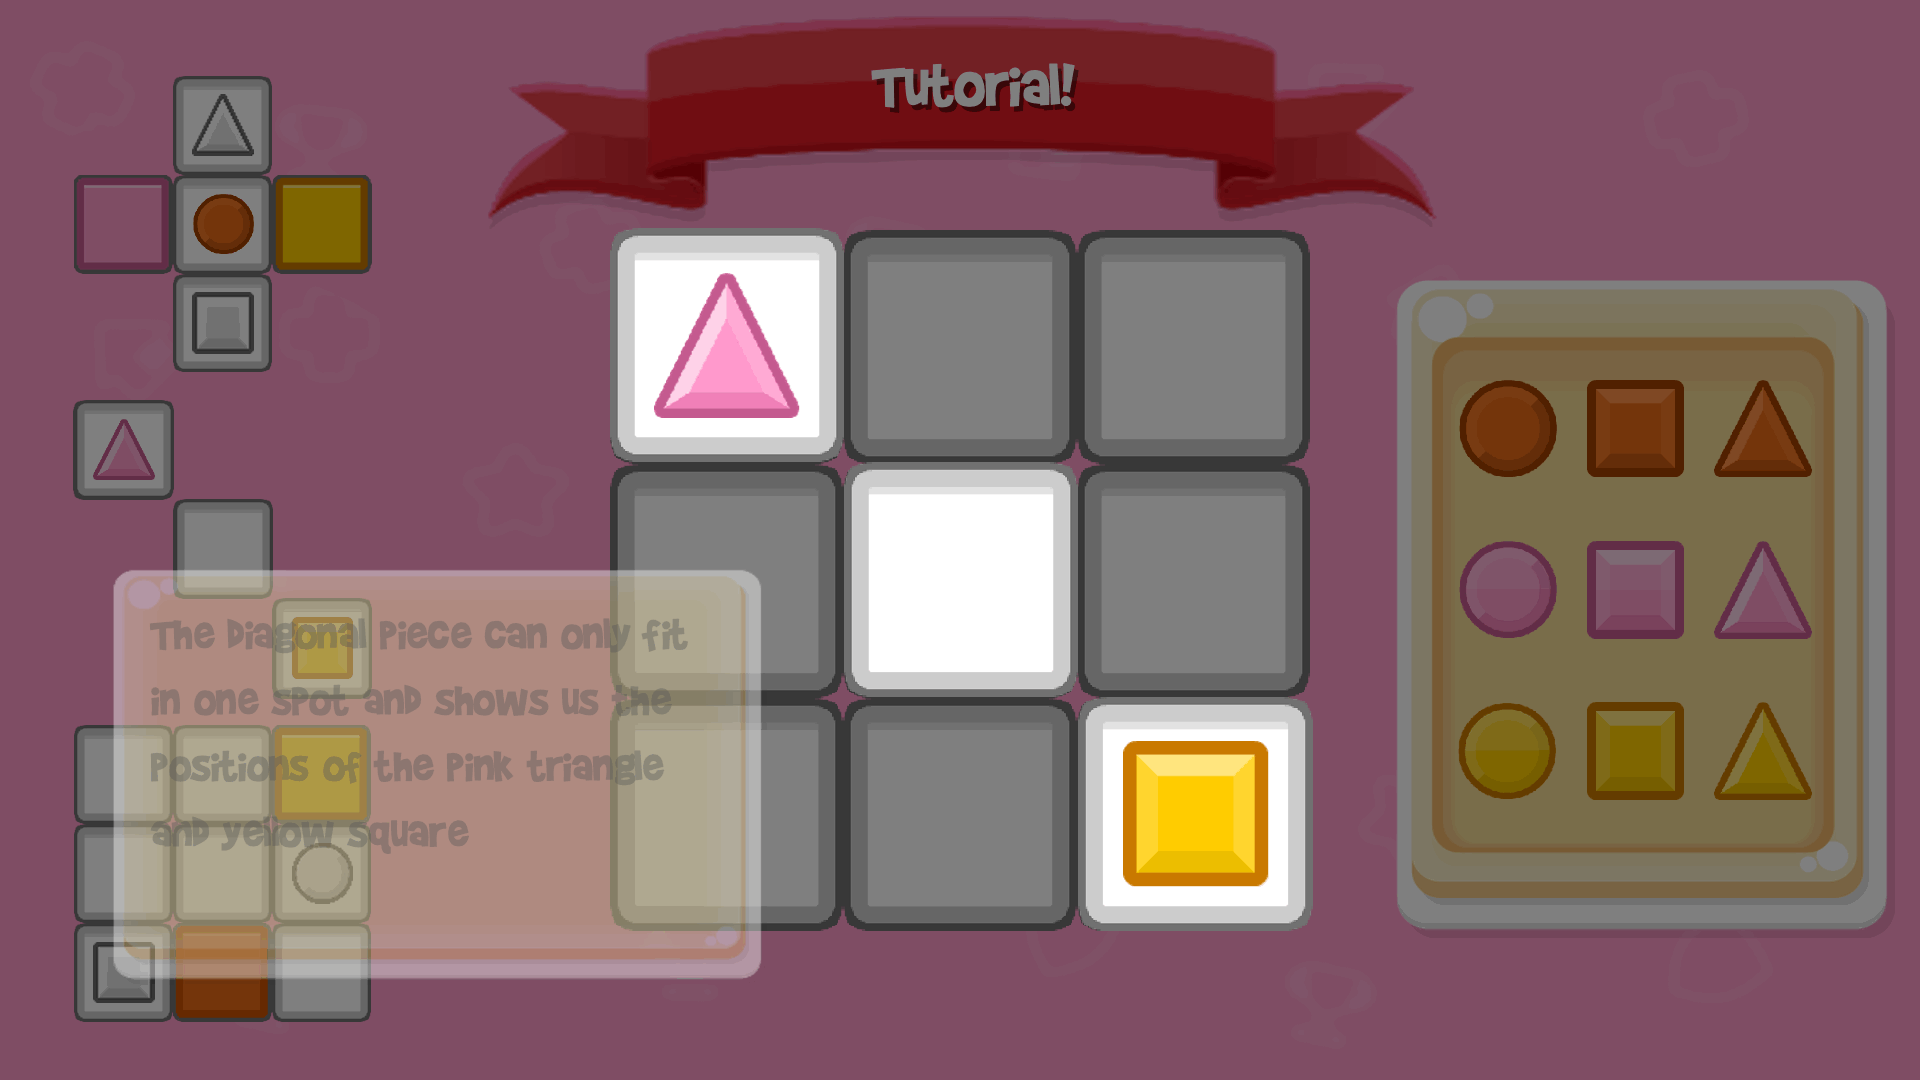 Tutorial!
The Diagonal Piece can only fit
in one spot and shows us the
Positions of the Pink triangle
and yellow square